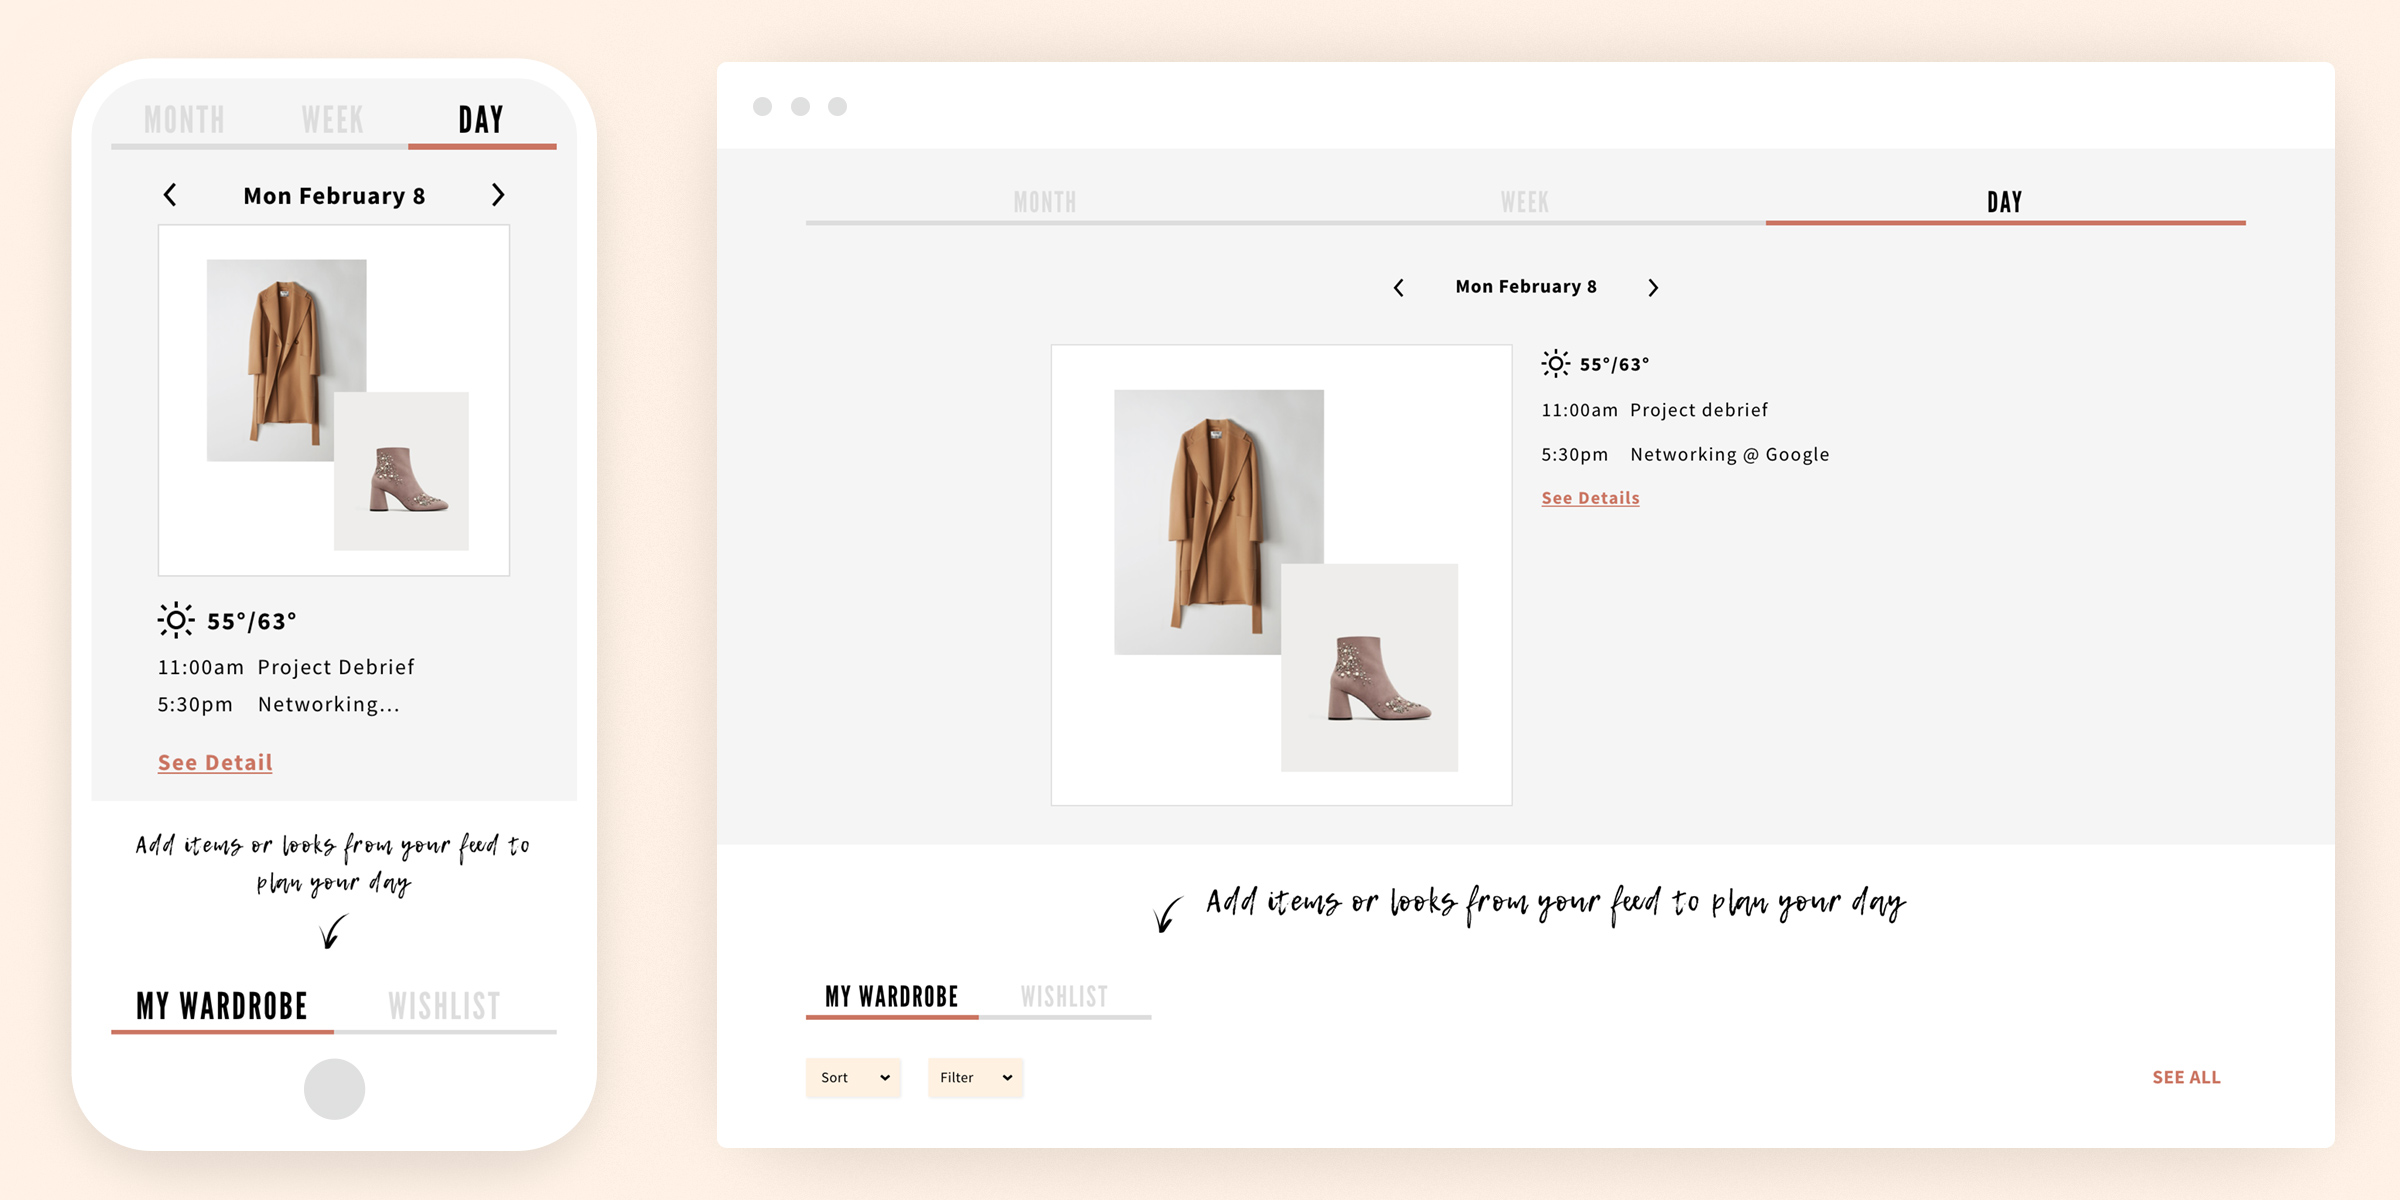 MONTH WEEK DAY
Mon February 8
55°/63°
11:00am Project Debrief
5:30pm Networking...
See Detail
Add items or looks from your feed to
plan your day
MY WARDROBE WISHLIST
MONTH WEEK DAY
Mon February 8
55°/63°
11:00am Project debrief
5:30pm Networking @ Google
See Details
Add items or looks from your feed to plan your day
MY WARDROBE WISHLIST
Sort Filter SEE ALL